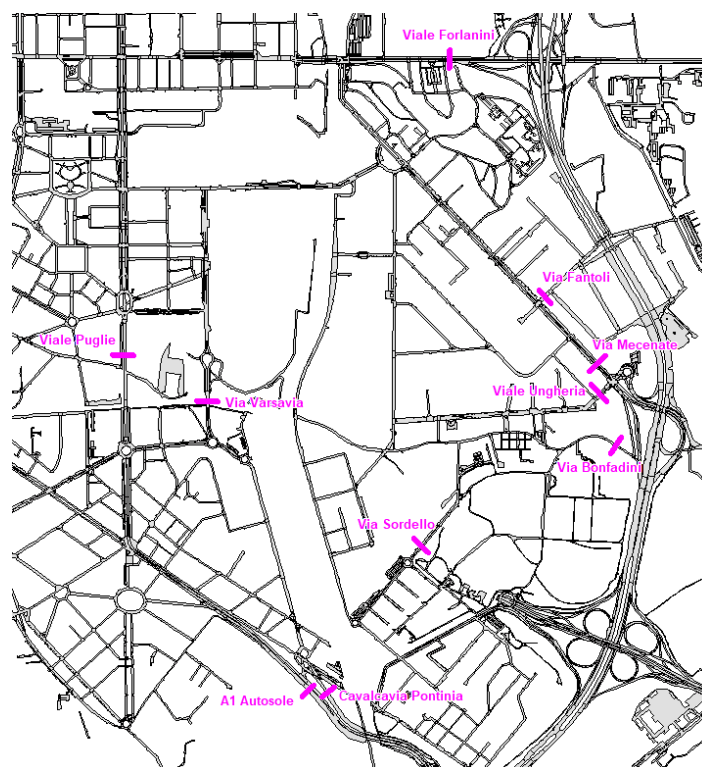 Viale Forlanini
Via Fantoli
Viale Puglie
Via Mecenate
Viale Ungheria
Via Varsavia
Via Bonfadini
Via Sordello
A1 Autosole
Cavalcavia Pontinia